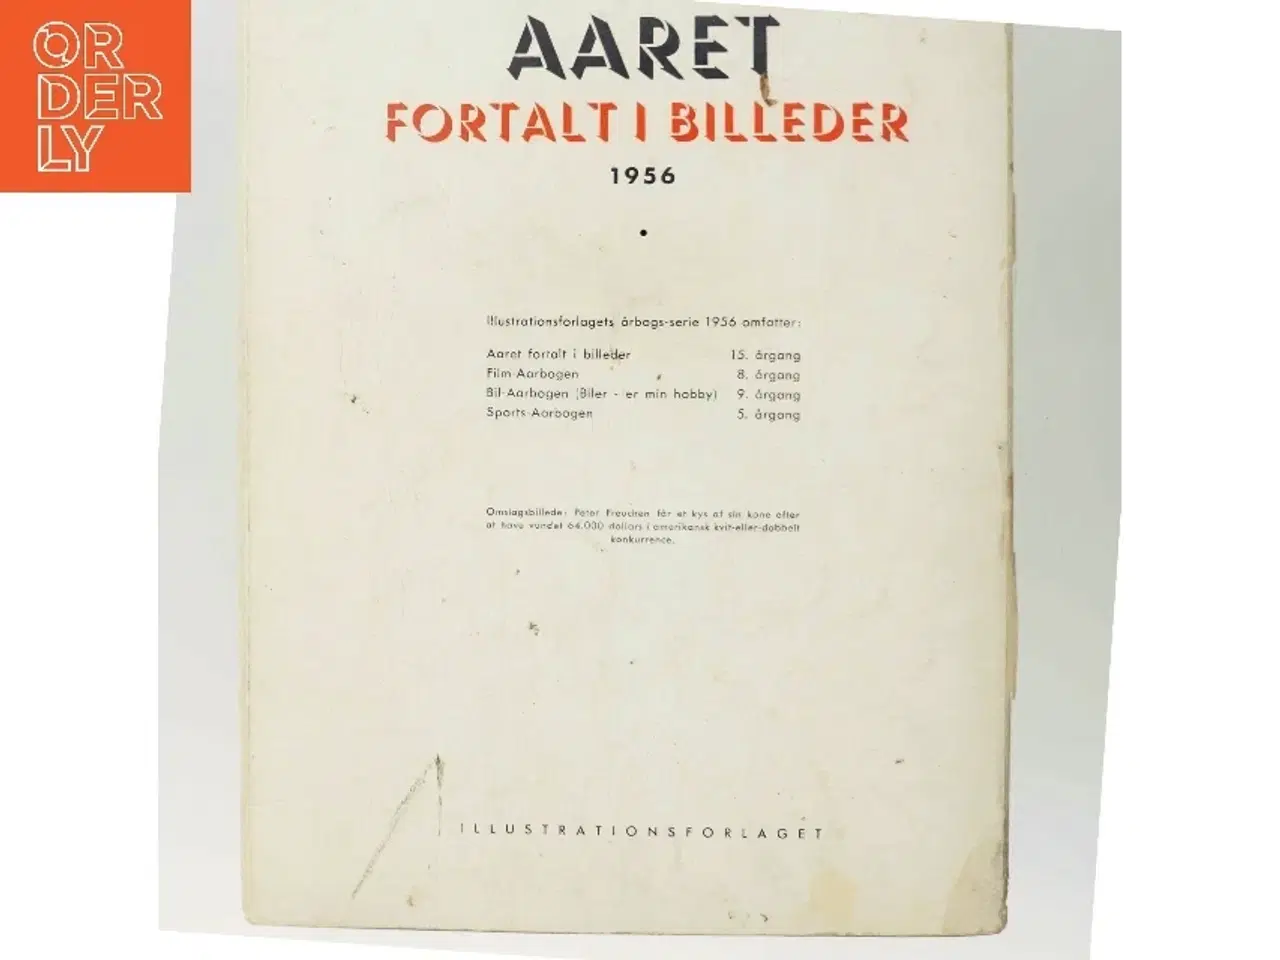 ORDERLY
AARET
FORTALT I BILLEDER
1956
Illustrationsforlagets årbogs-serie 1956 omfatter:
Aaret fortalt i billeder 15. årgang
Film-Aarbogen 8. årgang
Bil-Aarbogen (Biler - er min hobby) 9. årgang
Sports-Aarbogen 5. årgang
Omslagsbillede: Peter Freuchen får et kys af sin kone efter
at have vundet 64.000 dollars i amerikansk kvit-eller-dobbelt
konkurrence.
ILLUSTRATIONSFORLAGET